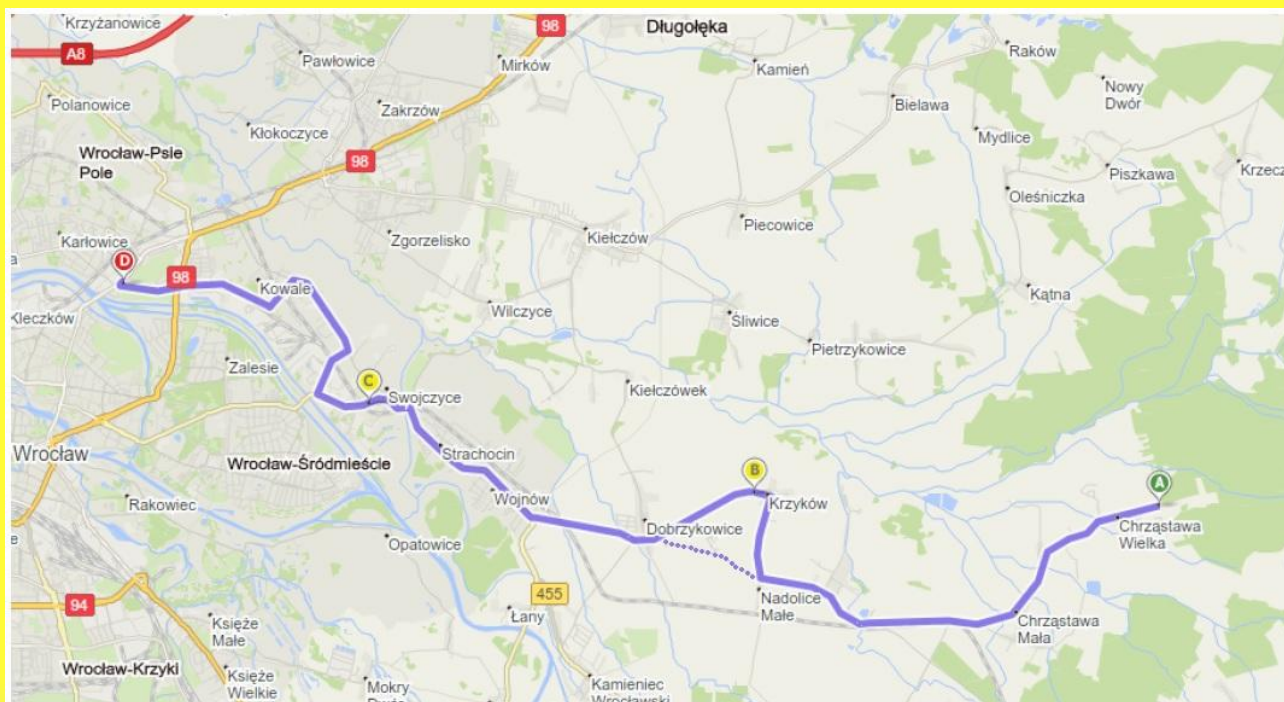 Krzyżanowice
98
Długołęka
A8
Pawłowice
Mirków
Kamień
Raków
Nowy
Dwór
Polanowice
Zakrzów
Bielawa
Kłokoczyce
Mydlice
Wrocław-Psie
Pole
98
Piszkawa
Krzecz
Oleśniczka
Karłowice
Zgorzelisko
Kiełczów
Piecowice
D
98
Kowale
Kątna
Kleczków
Wilczyce
Śliwice
Pietrzykowice
Zalesie
C
Swojczyce
Kiełczówek
Wrocław
Wrocław-Śródmieście
Strachocin
B
A
Rakowiec
Wojnów
Krzyków
Dobrzykowice
Chrząstawa
Wielka
Opatowice
94
455
Łany
Nadolice
Małe
Księże
Małe
Chrząstawa
Mała
Wrocław-Krzyki
Księże
Wielkie
Mokry
Kamieniec
Wrocławski